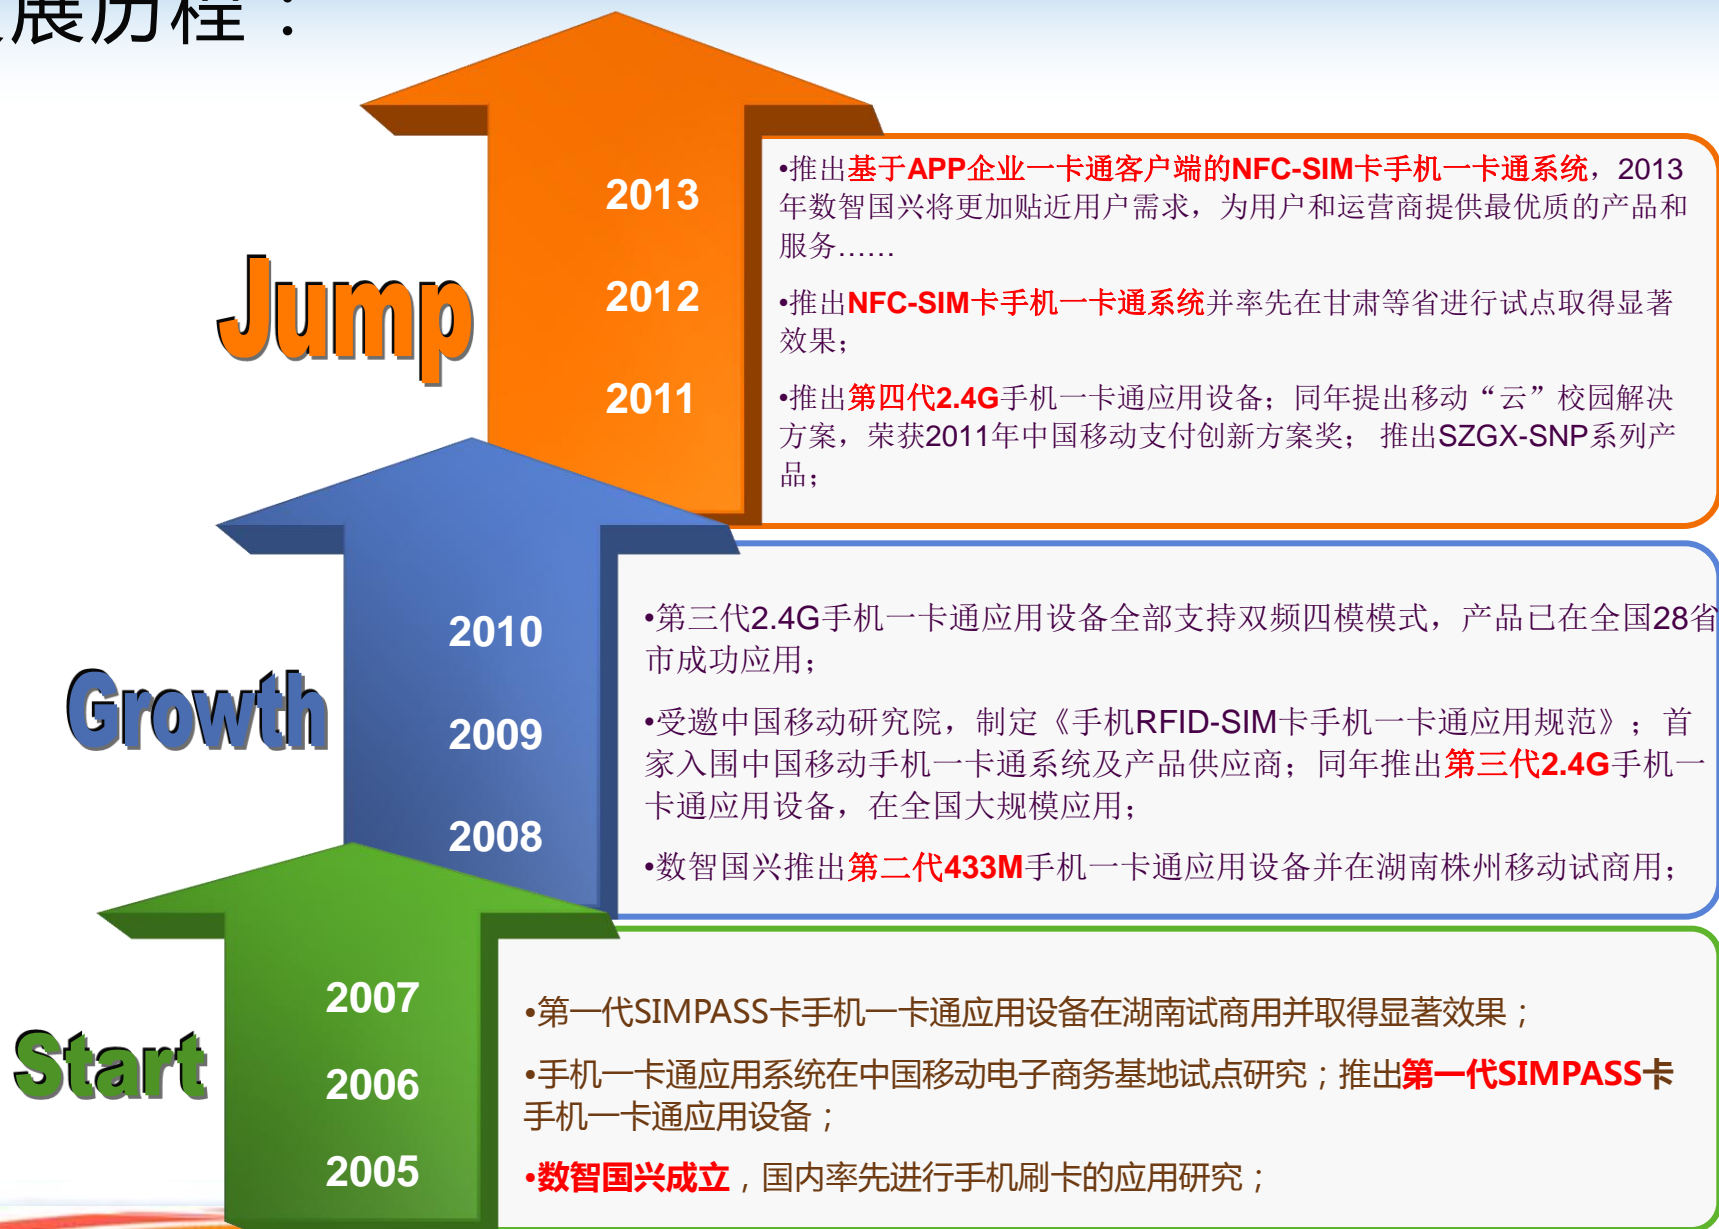 展历程：
2013
•推出基于APP企业一卡通客户端的NFC-SIM卡手机一卡通系统，2013
年数智国兴将更加贴近用户需求，为用户和运营商提供最优质的产品和
服务……
Jump
2012
•推出NFC-SIM卡手机一卡通系统并率先在甘肃等省进行试点取得显著
效果；
2011
•推出第四代2.4G手机一卡通应用设备；同年提出移动“云”校园解决
方案，荣获2011年中国移动支付创新方案奖； 推出SZGX-SNP系列产
品；
2010
•第三代2.4G手机一卡通应用设备全部支持双频四模模式，产品已在全国28省
市成功应用；
Growth
2009
•受邀中国移动研究院，制定《手机RFID-SIM卡手机一卡通应用规范》；首
家入围中国移动手机一卡通系统及产品供应商；同年推出第三代2.4G手机一
卡通应用设备，在全国大规模应用；
2008
•数智国兴推出第二代433M手机一卡通应用设备并在湖南株州移动试商用；
2007
•第一代SIMPASS卡手机一卡通应用设备在湖南试商用并取得显著效果；
Start
2006
•手机一卡通应用系统在中国移动电子商务基地试点研究；推出第一代SIMPASS卡
手机一卡通应用设备；
2005
•数智国兴成立，国内率先进行手机刷卡的应用研究；